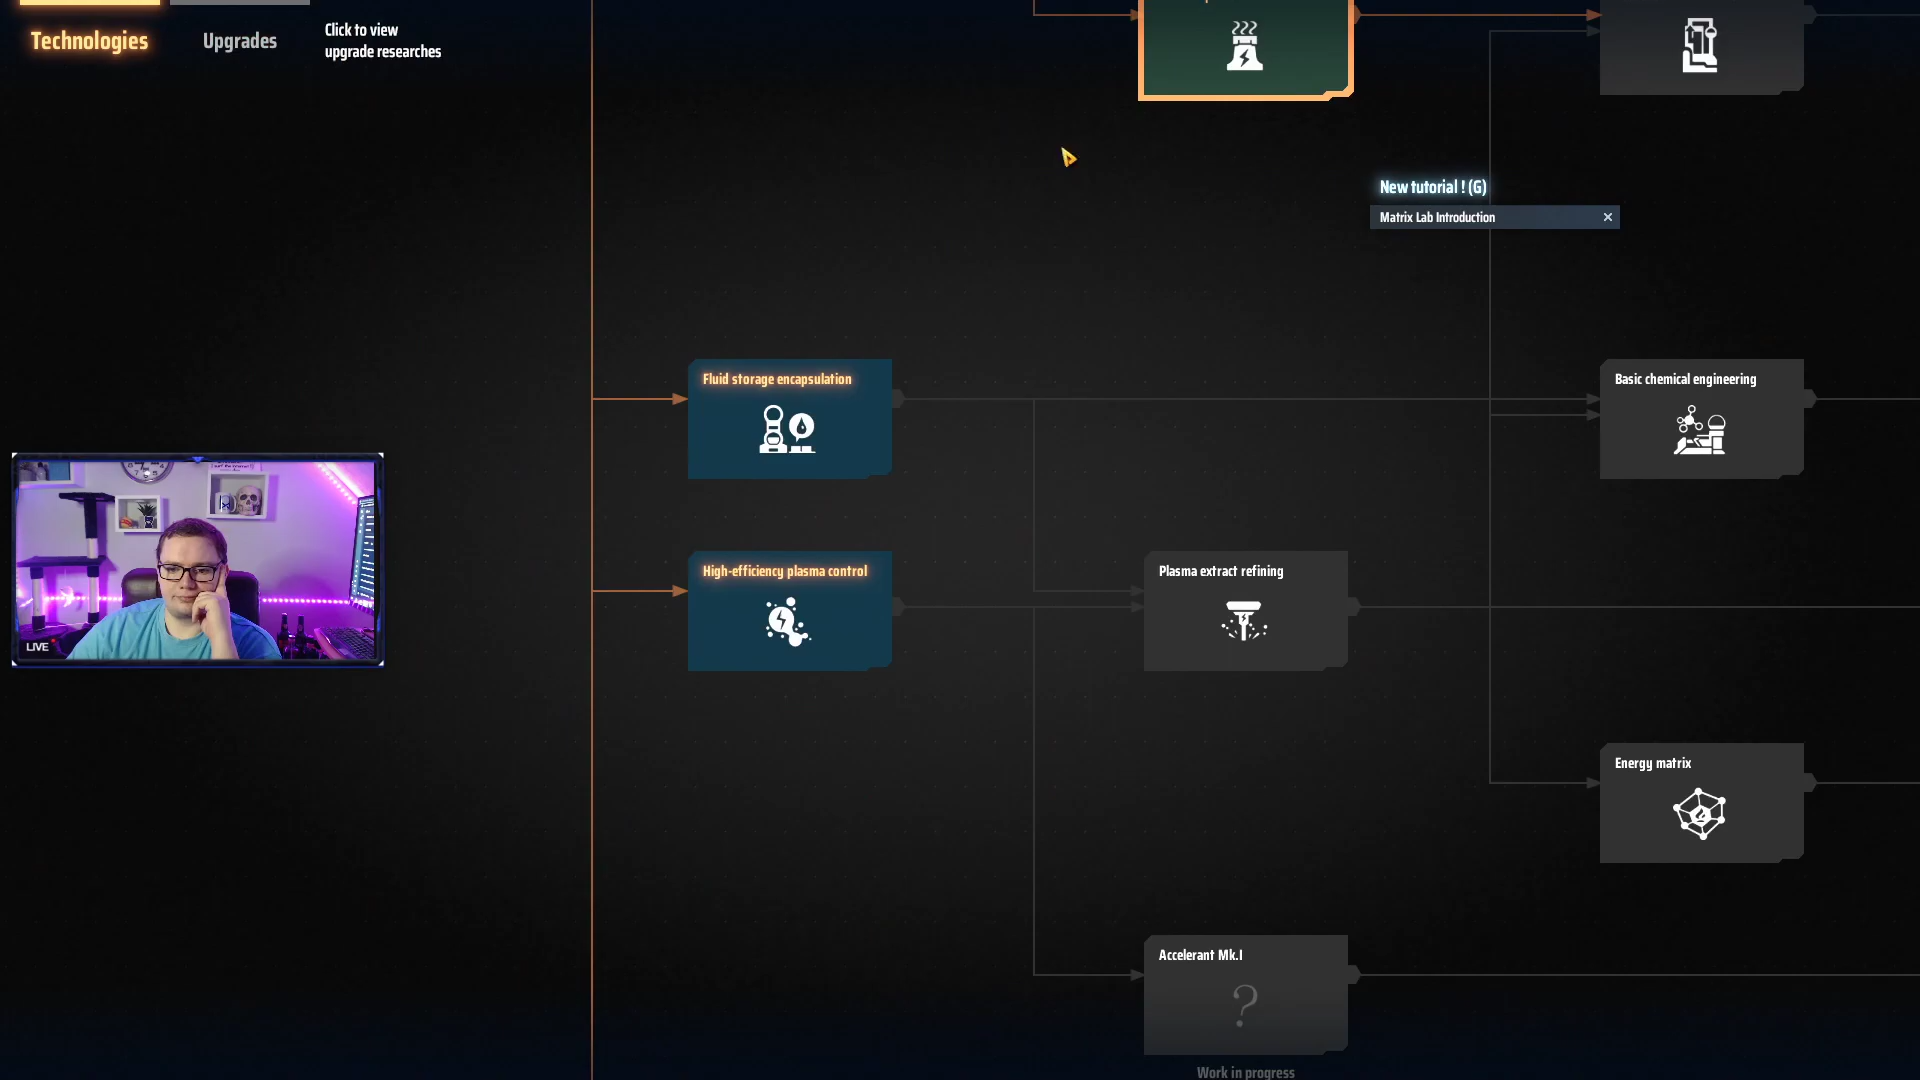 Technologies
Upgrades
Click to view
upgrade researches
New tutorial ! (G)
Matrix Lab Introduction
Fluid storage encapsulation
Basic chemical engineering
High-efficiency plasma control
Plasma extract refining
LIVE
Energy matrix
Accelerant Mk.I
?
Work in progress